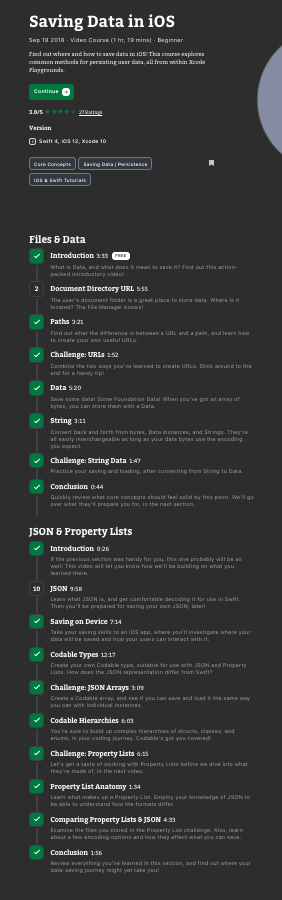 Saving Data in iOS
Sep 19 2018 · Video Course (1 hr, 19 mins) · Beginner
Find out where and how to save data in iOS! This course explores
common methods for persisting user data, all from within Xcode
Playgrounds.
Continue
3.8/5 27 Ratings
Version
Swift 4, iOS 12, Xcode 10
Core Concepts Saving Data / Persistence
iOS & Swift Tutorials
Files & Data
Introduction 3:33 FREE
What is Data, and what does it mean to save it? Find out in this action-
packed introductory video!
2 Document Directory URL 5:55
The user's document folder is a great place to store data. Where is it
located? The File Manager knows!
Paths 3:21
Find out what the difference is between a URL and a path, and learn how
to create your own useful URLs.
Challenge: URLs 1:52
Combine the two ways you've learned to create URLs. Stick around to the
end for a handy tip!
Data 5:20
Save some data! Some Foundation Data! When you've got an array of
bytes, you can store them with a Data.
String 3:11
Convert back and forth from bytes, Data instances, and Strings. They're
all easily interchangeable as long as your data bytes use the encoding
you expect.
Challenge: String Data 1:47
Practice your saving and loading, after converting from String to Data.
Conclusion 0:44
Quickly review what core concepts should feel solid by this point. We'll go
over what they'll prepare you for, in the next section.
JSON & Property Lists
Introduction 0:26
If the previous section was handy for you, this one probably will be as
well! This video will let you know how we'll be building on what you
learned there.
10 JSON 9:58
Learn what JSON is, and get comfortable decoding it for use in Swift.
Then you'll be prepared for saving your own JSON, later!
Saving on Device 7:14
Take your saving skills to an iOS app, where you'll investigate where your
data will be saved and how your users can interact with it.
Codable Types 12:17
Create your own Codable type, suitable for use with JSON and Property
Lists. How does the JSON representation differ from Swift?
Challenge: JSON Arrays 3:09
Create a Codable array, and see if you can save and load it the same way
you can with individual instances.
Codable Hierarchies 6:03
You're sure to build up complex hierarchies of structs, classes, and
enums, in your coding journey. Codable's got you covered!
Challenge: Property Lists 6:15
Let's get a taste of working with Property Lists before we dive into what
they're made of, in the next video.
Property List Anatomy 1:34
Learn what makes up a Property List. Employ your knowledge of JSON to
be able to understand how the formats differ.
Comparing Property Lists & JSON 4:33
Examine the files you stored in the Property List challenge. Also, learn
about a few encoding options and how they affect what you can save.
Conclusion 1:56
Review everything you've learned in this section, and find out where your
data-saving journey might yet take you!